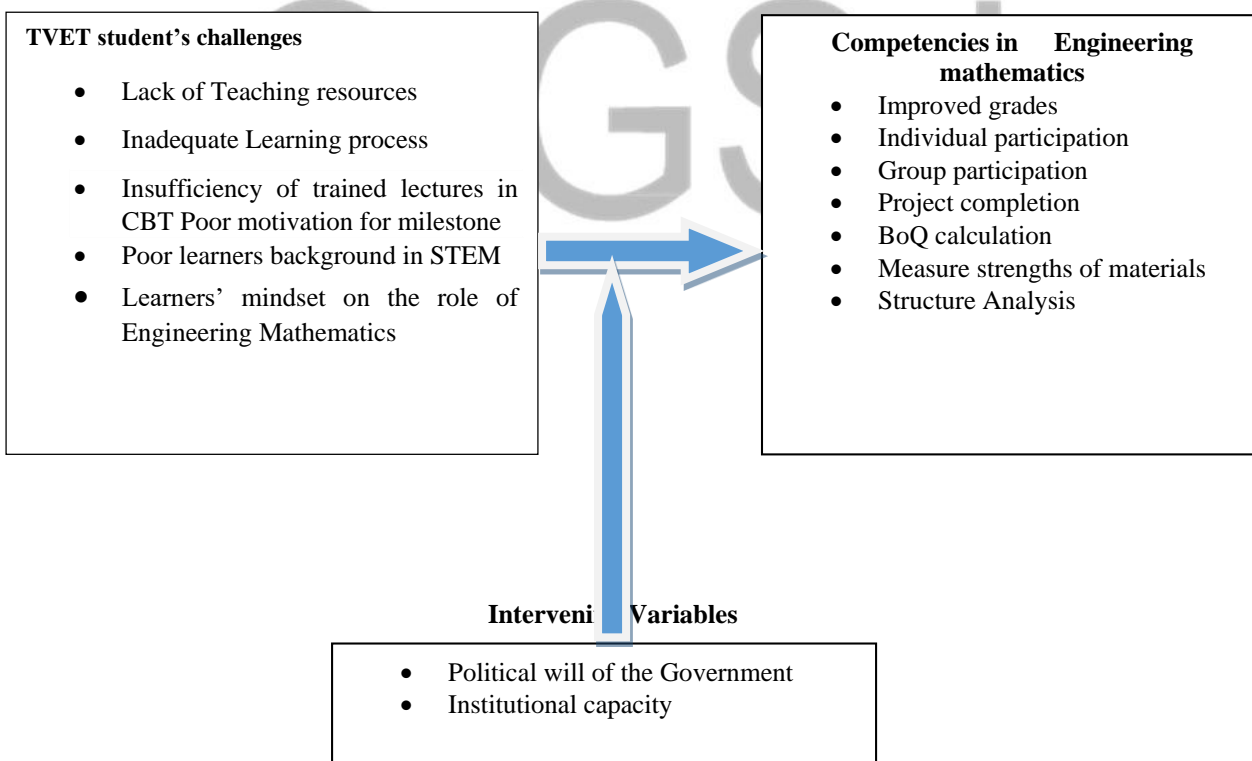 TVET student’s challenges
• Lack of Teaching resources
• Inadequate Learning process
• Insufficiency of trained lectures in
CBT Poor motivation for milestone
• Poor learners background in STEM
• Learners’ mindset on the role of
Engineering Mathematics
Competencies in Engineering
mathematics
• Improved grades
• Individual participation
• Group participation
• Project completion
• BoQ calculation
• Measure strengths of materials
• Structure Analysis
Variables
• Political will of the Government
• Institutional capacity